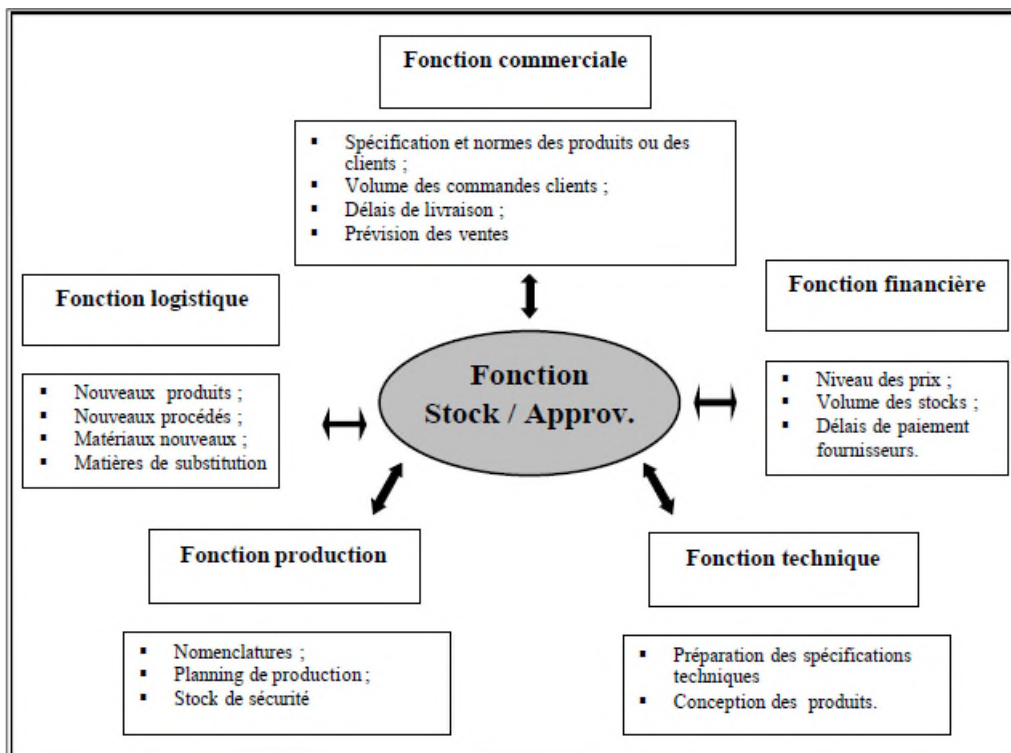 Fonction commerciale
▪ Spécification et normes des produits ou des
clients ;
▪ Volume des commandes clients ;
▪ Délais de livraison ;
▪ Prévision des ventes
Fonction logistique
▪ Nouveaux produits ;
▪ Nouveaux procédés ;
▪ Matériaux nouveaux ;
▪ Matières de substitution
Fonction
Stock / Approv.
Fonction financière
▪ Niveau des prix ;
▪ Volume des stocks ;
▪ Délais de paiement
fournisseurs.
Fonction production
▪ Nomenclatures ;
▪ Planning de production ;
▪ Stock de sécurité
Fonction technique
▪ Préparation des spécifications
techniques
▪ Conception des produits.